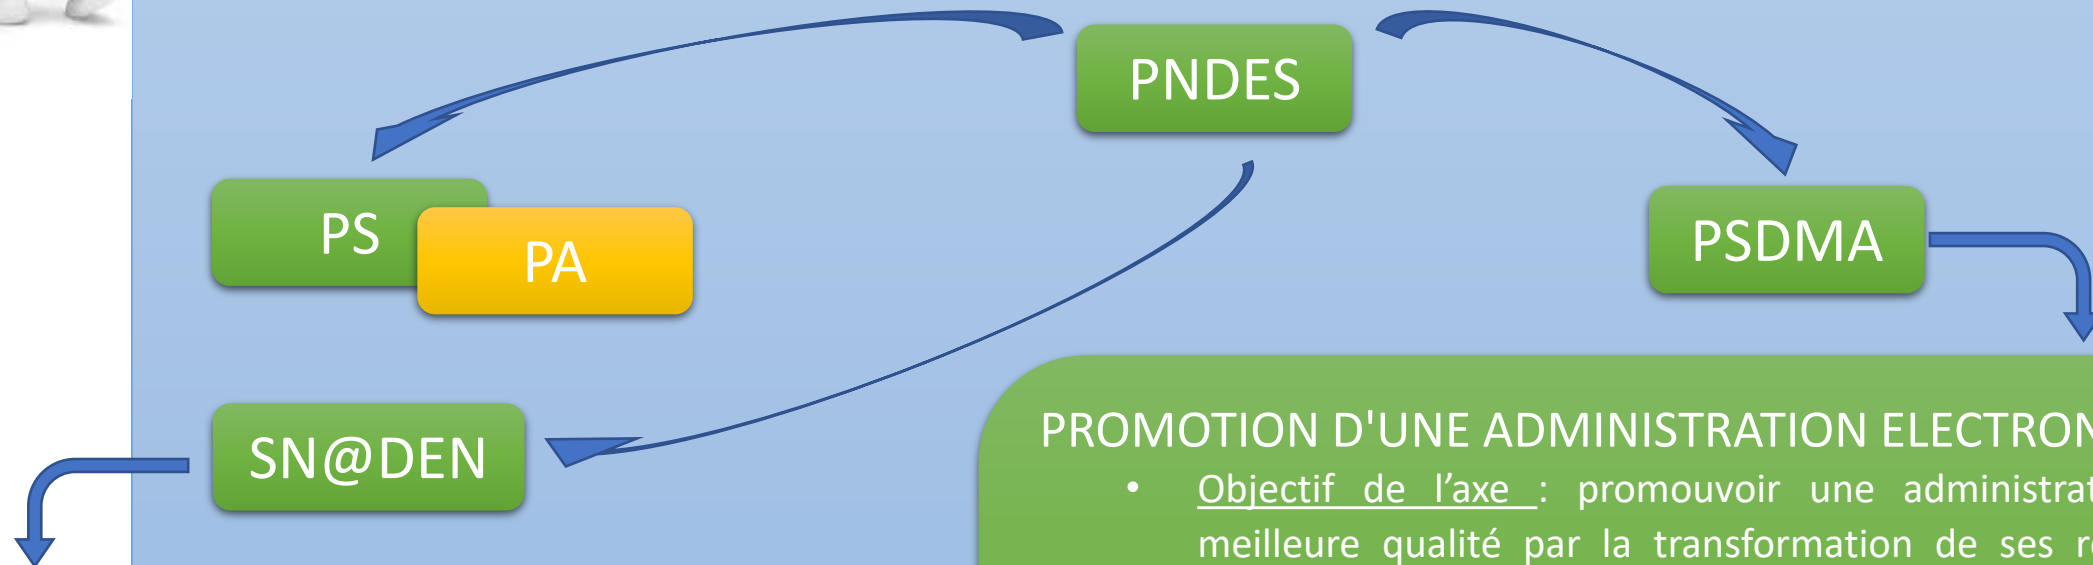 PNDES
PS
PA
PSDMA
SN@DEN
PROMOTION D'UNE ADMINISTRATION ELECTRON
• Objectif de l’axe : promouvoir une administrat
meilleure qualité par la transformation de ses r